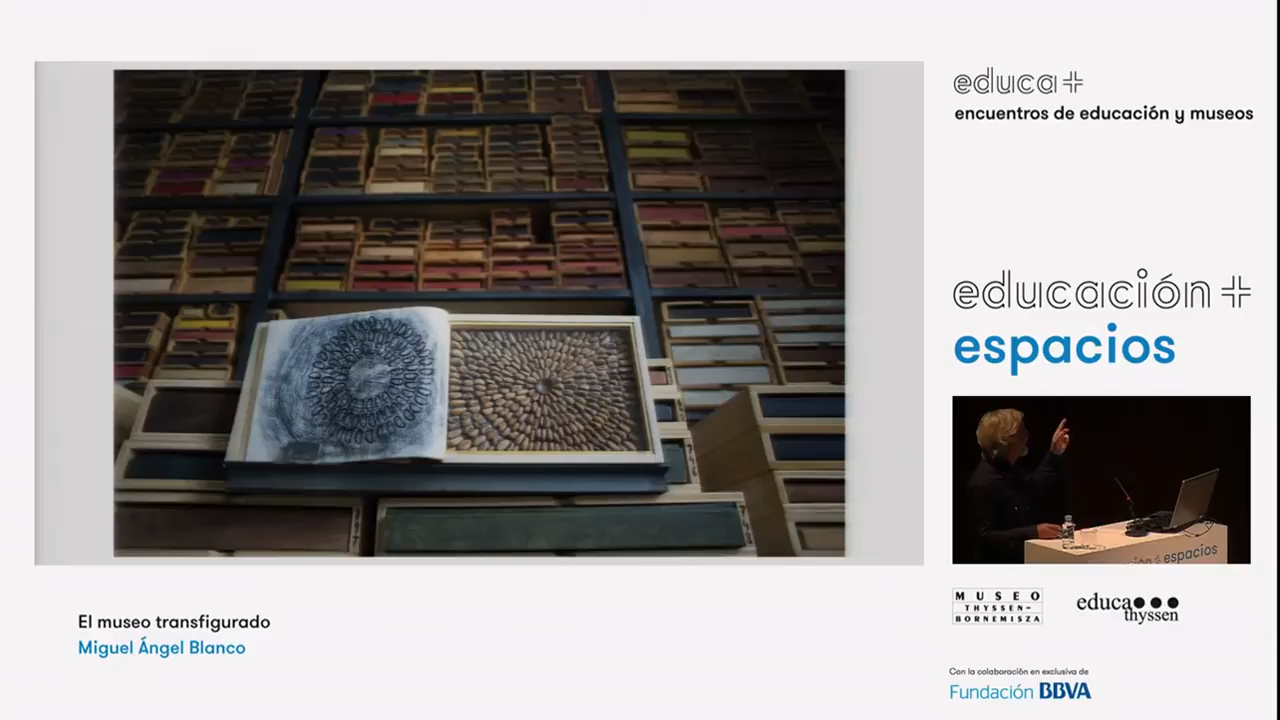 educa+
encuentros de educación y museos
educación+
espacios
espacios
MUSEO
THYSSEN-
BORNEMISZA
educa
thyssen
El museo transfigurado
Miguel Ángel Blanco
Con la colaboración en exclusiva de
Fundación BBVA